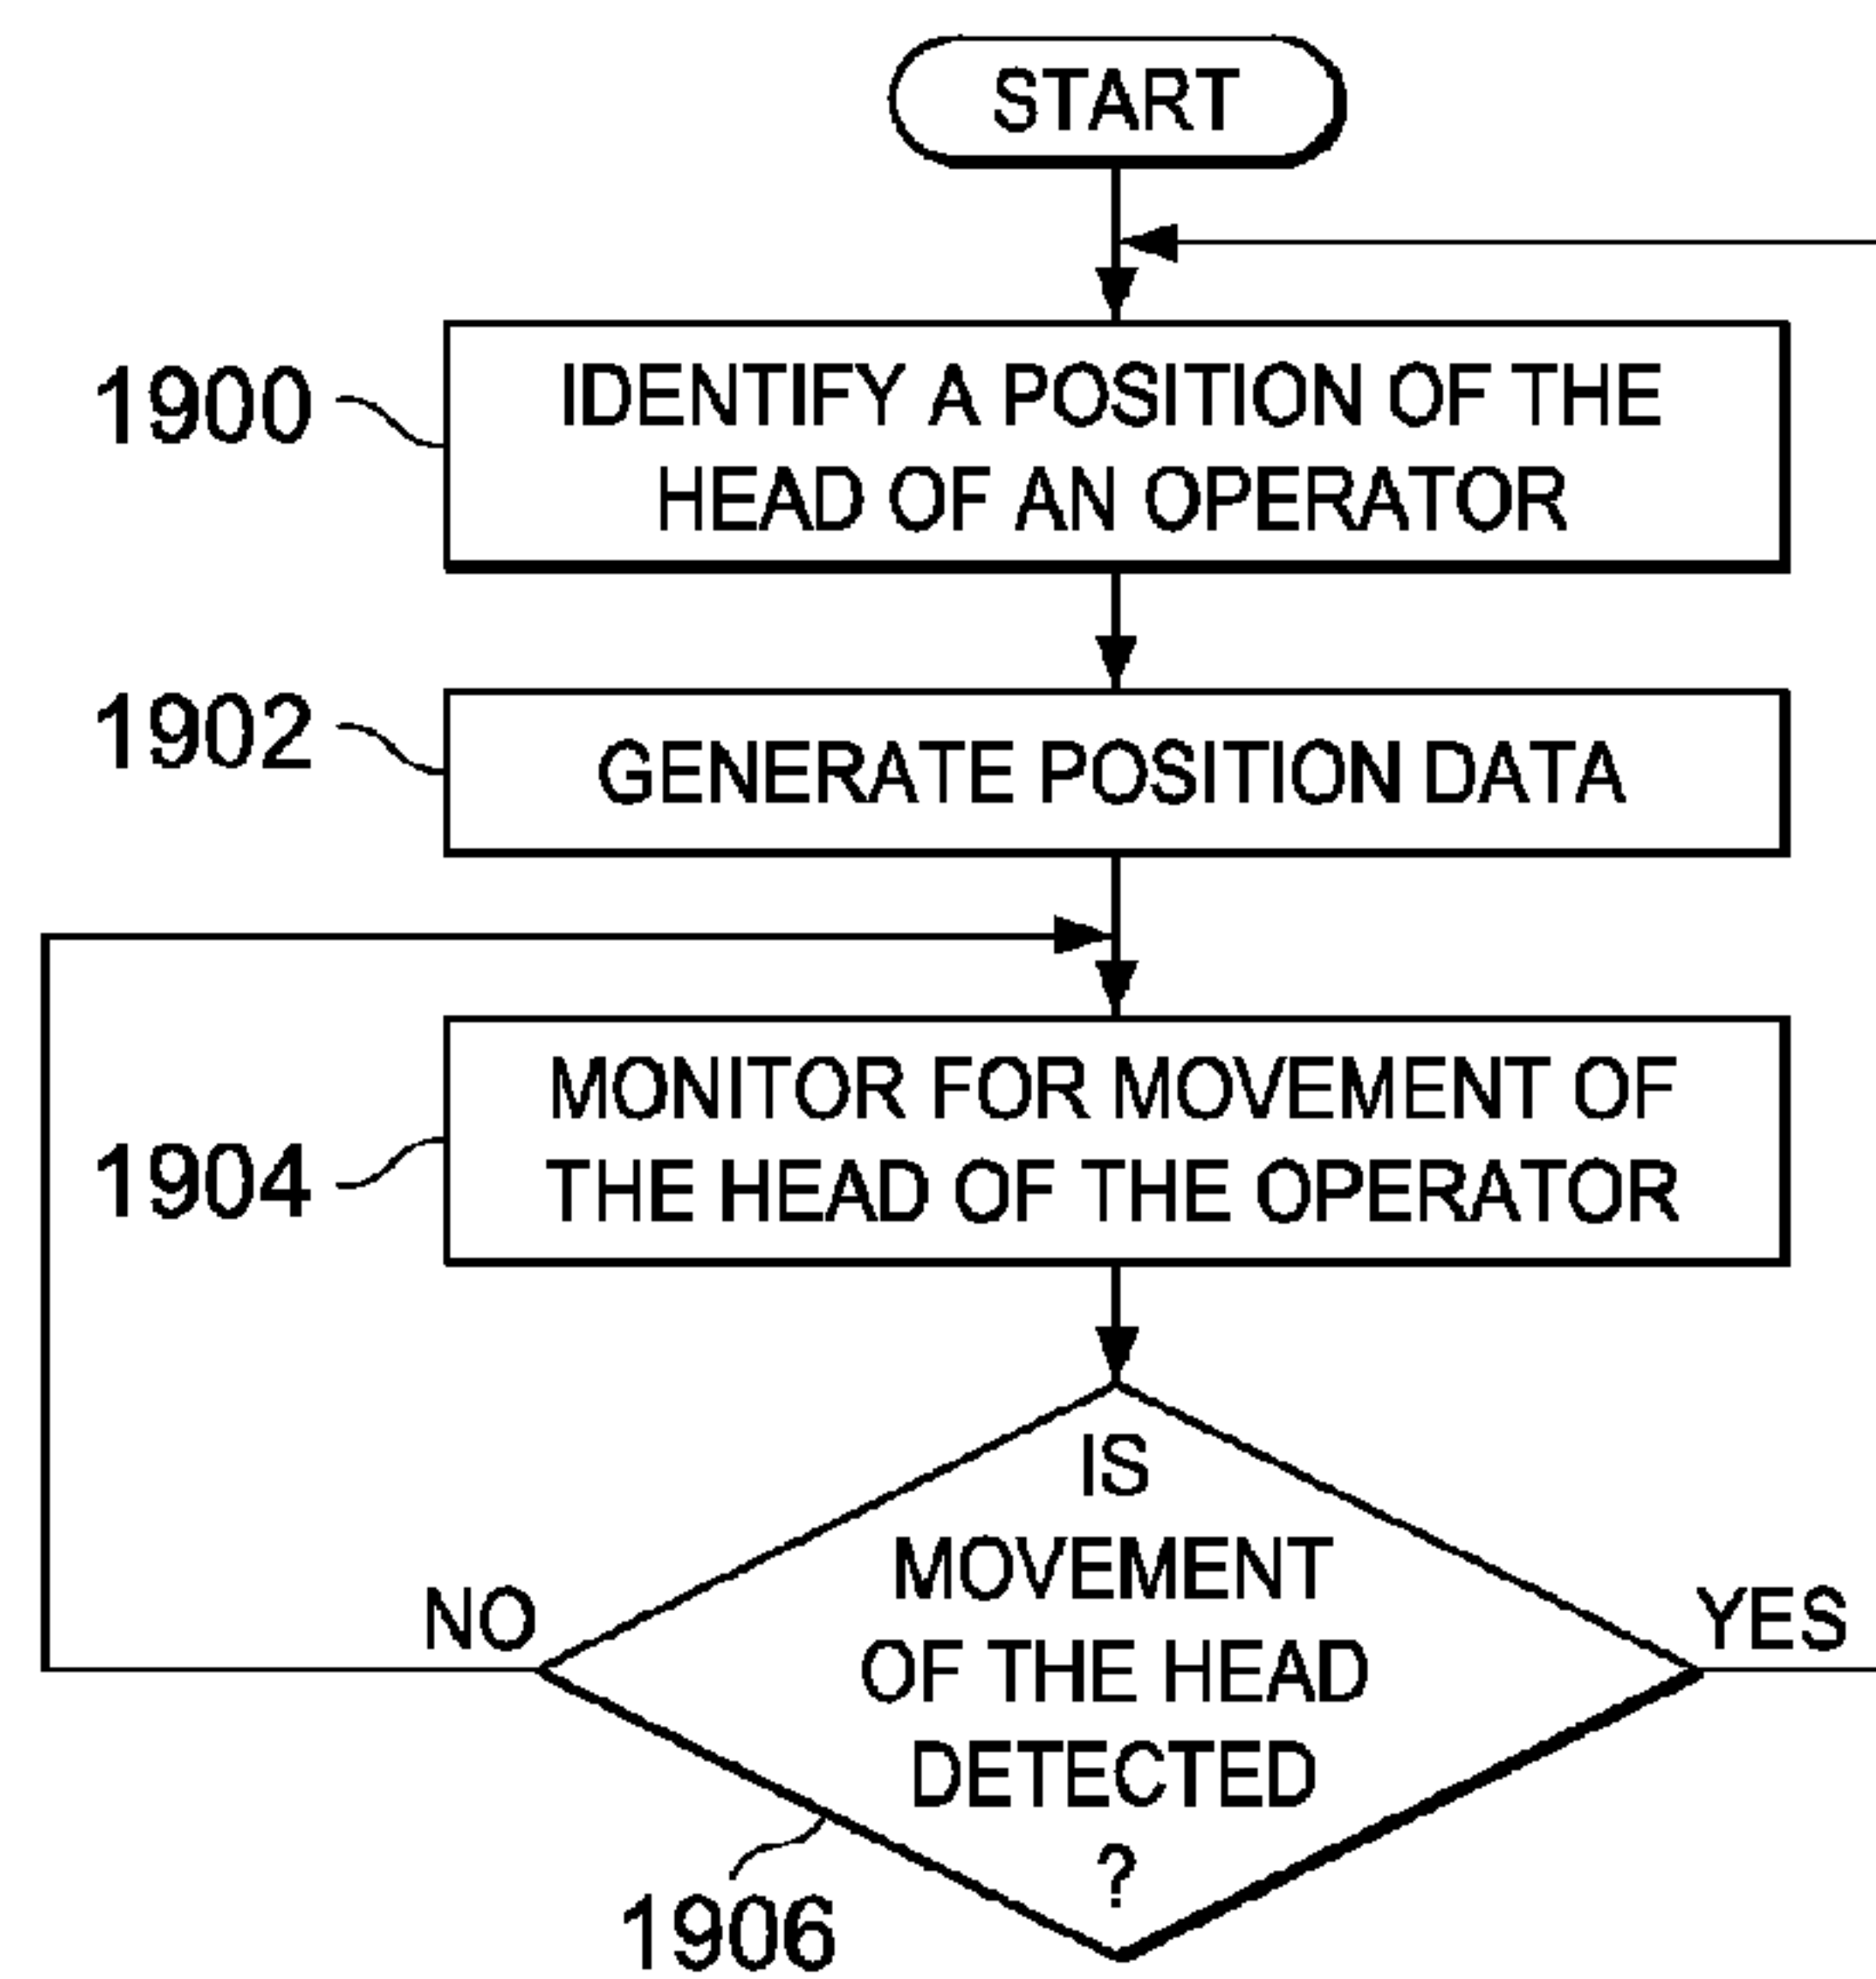 START
1900
IDENTIFY A POSITION OF THE
HEAD OF AN OPERATOR
1902
GENERATE POSITION DATA
1904
MONITOR FOR MOVEMENT OF
THE HEAD OF THE OPERATOR
IS
MOVEMENT
OF THE HEAD
DETECTED
?
NO
YES
1906